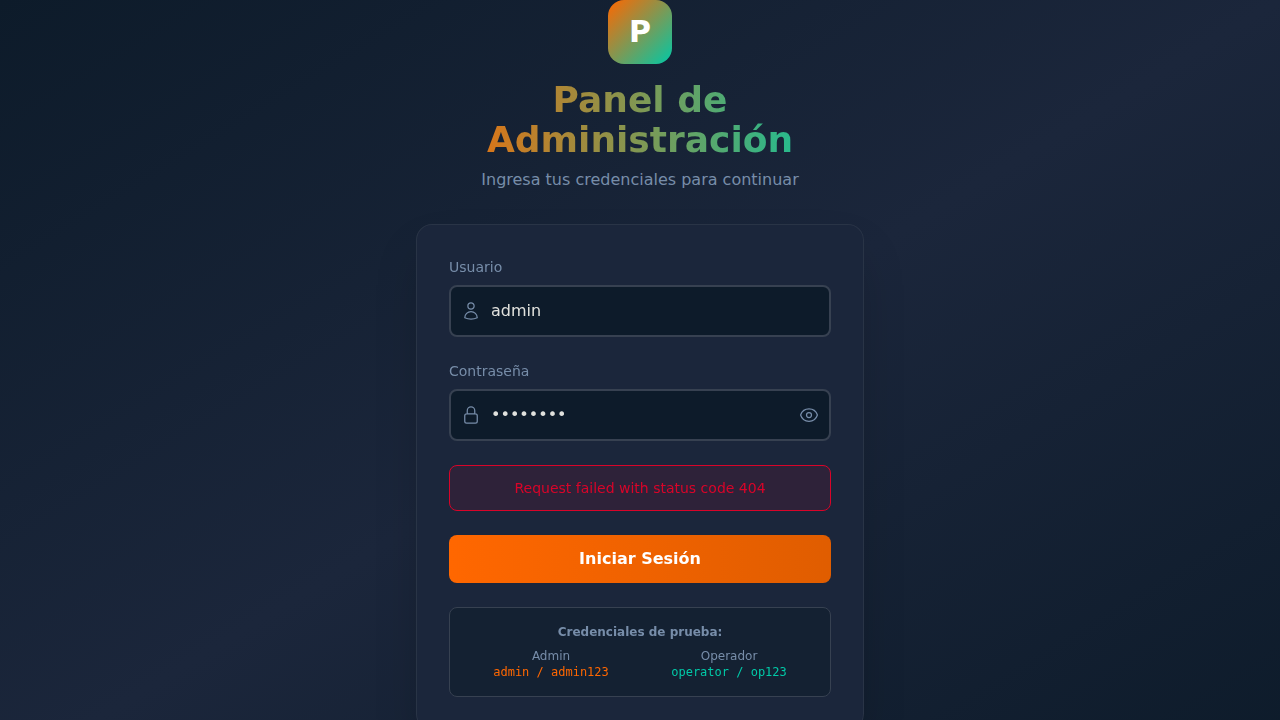 P
Panel de
Administración
Ingresa tus credenciales para continuar
Usuario
admin
Contraseña
••••••••
Request failed with status code 404
Iniciar Sesión
Credenciales de prueba:
Admin
admin / admin123
Operador
operator / op123